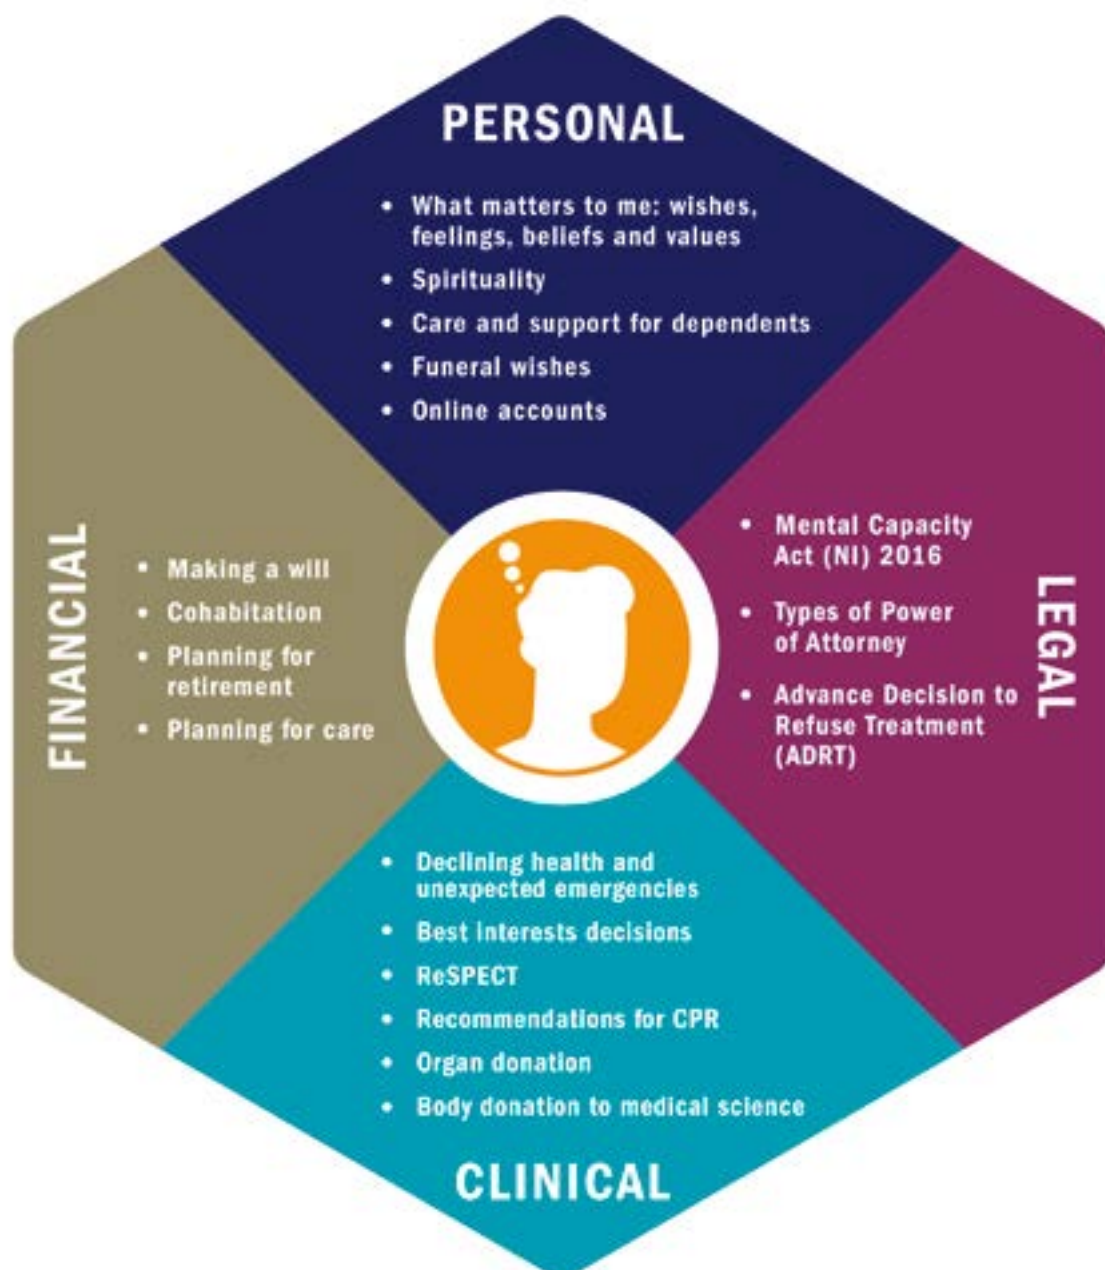 PERSONAL
• What matters to me: wishes,
feelings, beliefs and values
• Spirituality
• Care and support for dependents
• Funeral wishes
• Online accounts
FINANCIAL
• Making a will
• Cohabitation
• Planning for
retirement
• Planning for care
• Mental Capacity
Act (NI) 2016
• Types of Power
of Attorney
• Advance Decision to
Refuse Treatment
(ADRT)
LEGAL
• Declining health and
unexpected emergencies
• Best interests decisions
• ReSPECT
• Recommendations for CPR
• Organ donation
• Body donation to medical science
CLINICAL